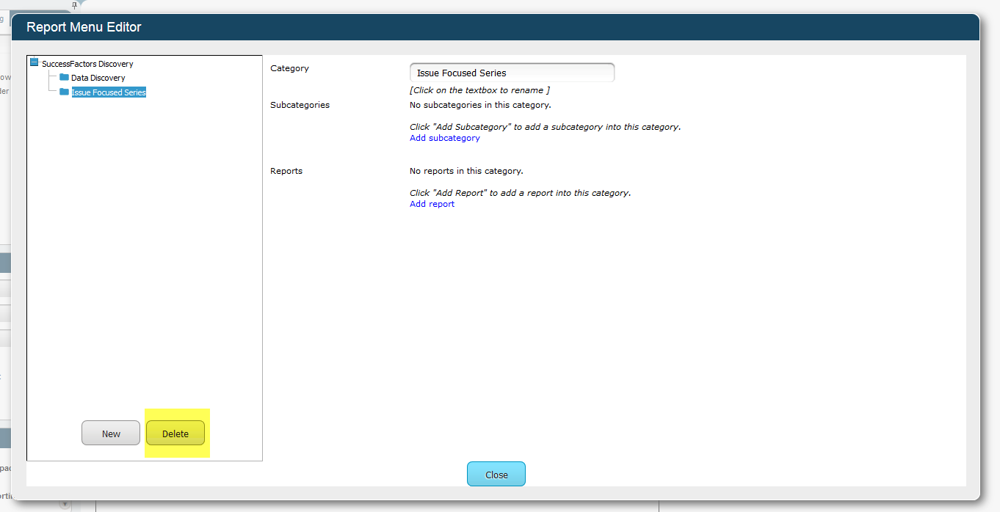 Report Menu Editor
SuccessFactors Discovery
Data Discovery
Issue Focused Series
New
Delete
Category
Issue Focused Series
[Click on the textbox to rename ]
Subcategories
No subcategories in this category.
Click "Add Subcategory" to add a subcategory into this category.
Add subcategory
Reports
No reports in this category.
Click "Add Report" to add a report into this category.
Add report
Close